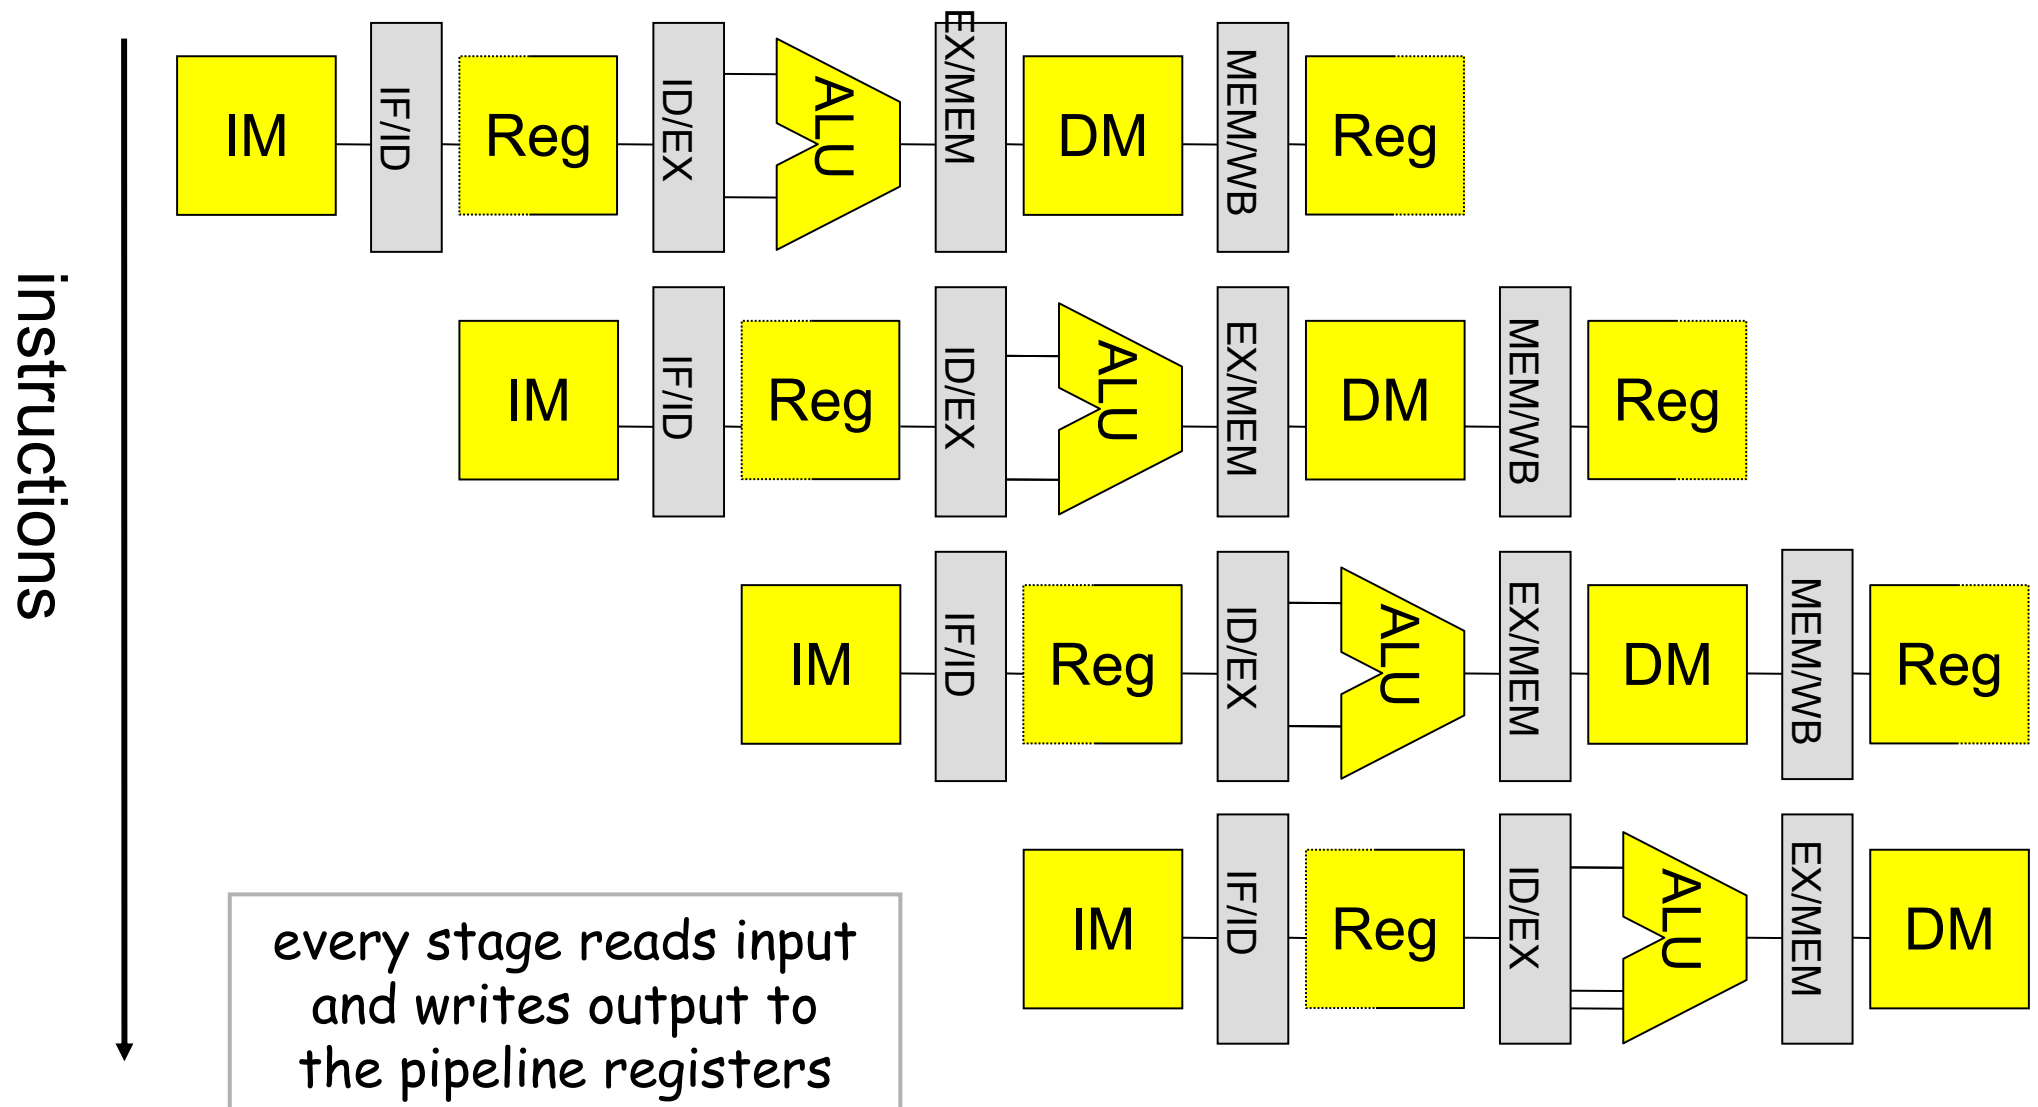 instructions
IM IF/ID Reg ID/EX ALU EX/MEM DM MEM/WB Reg
IM IF/ID Reg ID/EX ALU EX/MEM DM MEM/WB Reg
IM IF/ID Reg ID/EX ALU EX/MEM DM MEM/WB Reg
IM IF/ID Reg ID/EX ALU EX/MEM DM
every stage reads input
and writes output to
the pipeline registers